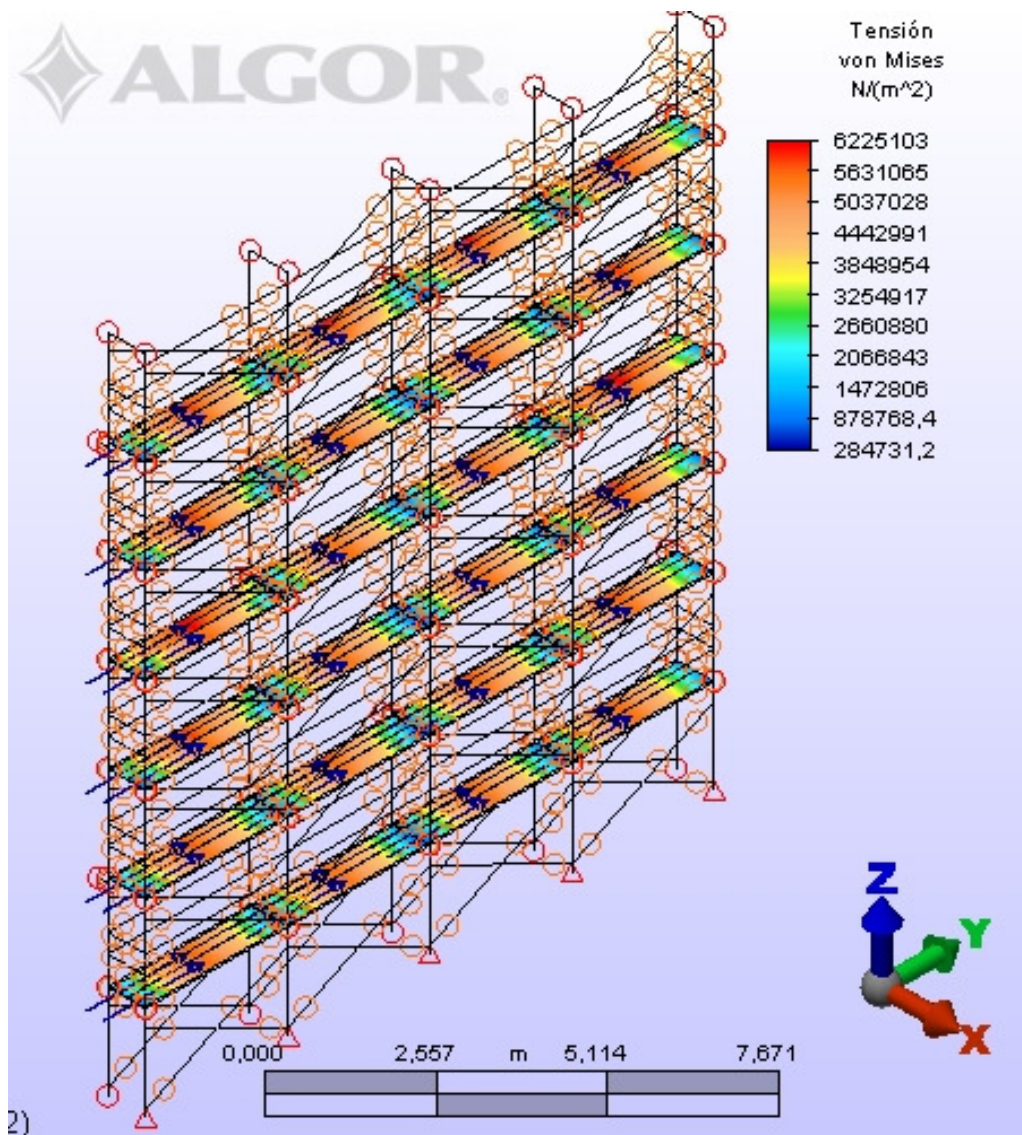 ALGOR®
Tensión
von Mises
N/(m^2)
6225103
5631065
5037028
4442991
3848954
3254917
2660880
2066843
1472806
878768,4
284731,2
Z
Y
X
0,000 2,557 m 5,114 7,671
2)